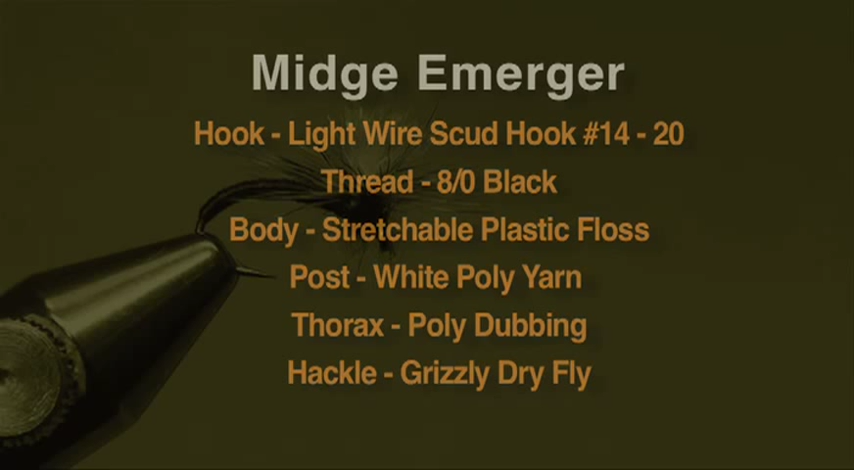 Midge Emerger
Hook - Light Wire Scud Hook #14 - 20
Thread - 8/0 Black
Body - Stretchable Plastic Floss
Post - White Poly Yarn
Thorax - Poly Dubbing
Hackle - Grizzly Dry Fly